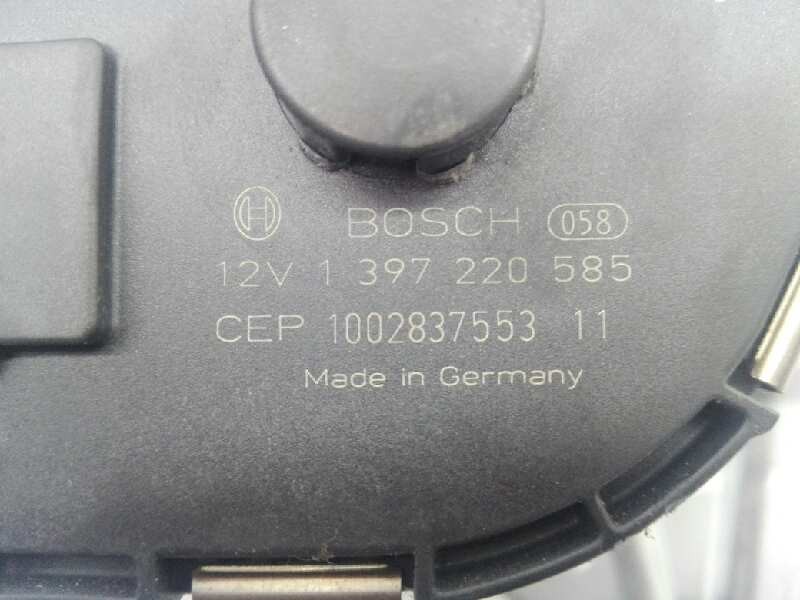 BOSCH 058
12V 1 397 220 585
CEP 1002837553 11
Made in Germany